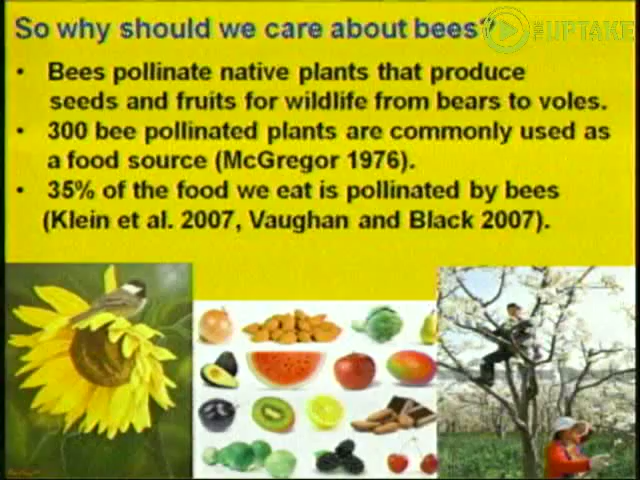 So why should we care about bees?
THE UPTAKE
• Bees pollinate native plants that produce
seeds and fruits for wildlife from bears to voles.
• 300 bee pollinated plants are commonly used as
a food source (McGregor 1976).
• 35% of the food we eat is pollinated by bees
(Klein et al. 2007, Vaughan and Black 2007).